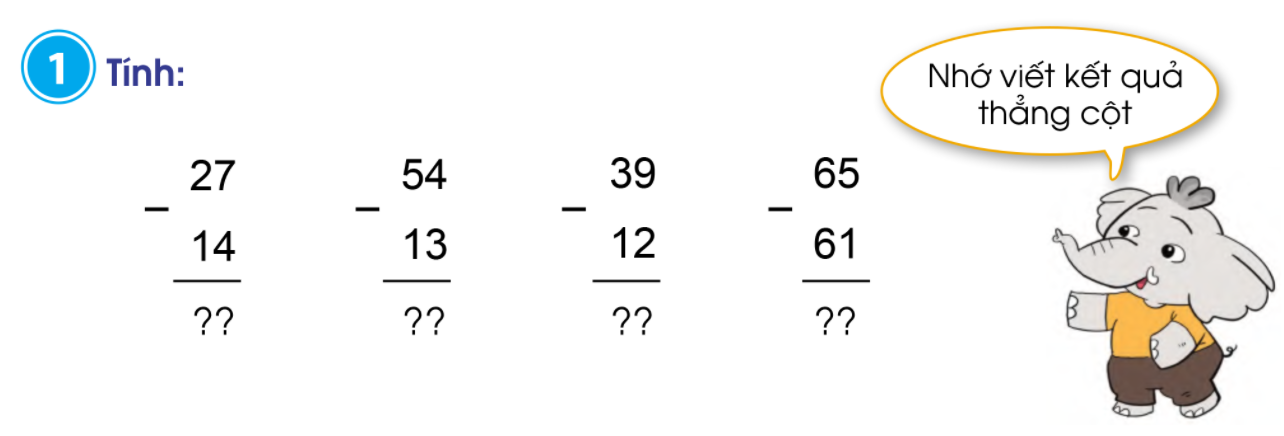 1 Tính:
Nhớ viết kết quả
thẳng cột
27 54 39 65
– – – –
14 13 12 61
?? ?? ?? ??